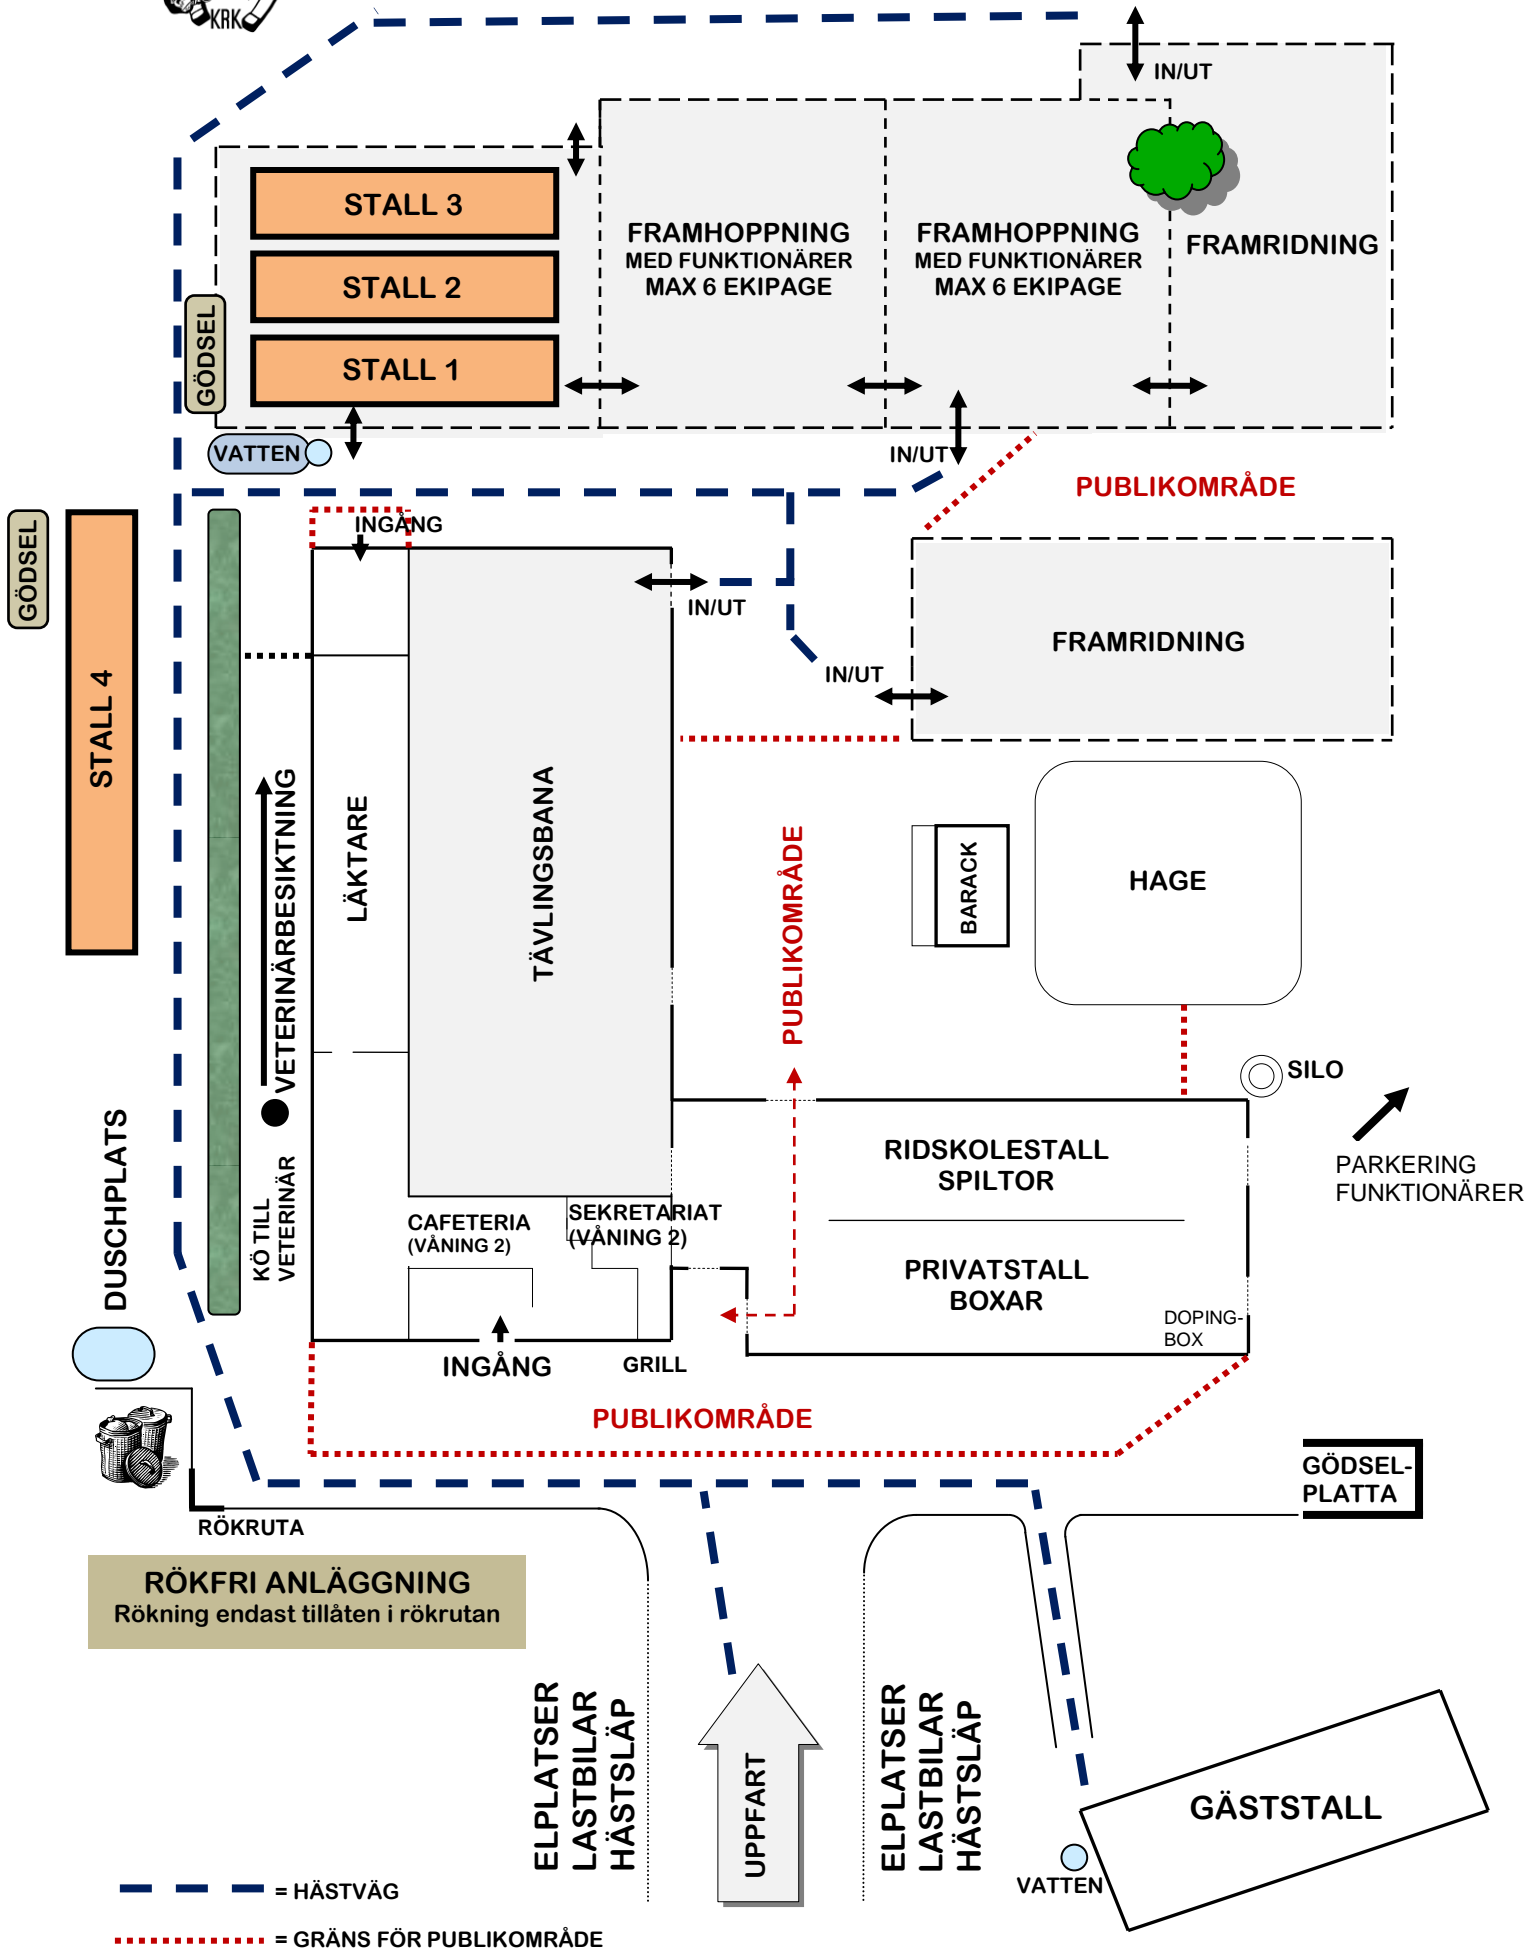 KRK
IN/UT
STALL 3
STALL 2
STALL 1
GÖDSEL
VATTEN
FRAMHOPPNING
MED FUNKTIONÄRER
MAX 6 EKIPAGE
FRAMHOPPNING
MED FUNKTIONÄRER
MAX 6 EKIPAGE
FRAMRIDNING
IN/UT
PUBLIKOMRÅDE
GÖDSEL
STALL 4
INGÅNG
IN/UT
IN/UT
FRAMRIDNING
VETERINÄRBESIKTNING
LÄKTARE
TÄVLINGSBANA
PUBLIKOMRÅDE
BARACK
HAGE
SILO
PARKERING
FUNKTIONÄRER
DUSCHPLATS
KÖ TILL
VETERINÄR
CAFETERIA
(VÅNING 2)
SEKRETARIAT
(VÅNING 2)
RIDSKOLESTALL
SPILTOR
PRIVATSTALL
BOXAR
DOPING-
BOX
INGÅNG
GRILL
PUBLIKOMRÅDE
GÖDSEL-
PLATTA
RÖKRUTA
RÖKFRI ANLÄGGNING
Rökning endast tillåten i rökrutan
ELPLATSER
LASTBILAR
HÄSTSLÄP
UPPFART
ELPLATSER
LASTBILAR
HÄSTSLÄP
GÄSTSTALL
VATTEN
= HÄSTVÄG
= GRÄNS FÖR PUBLIKOMRÅDE